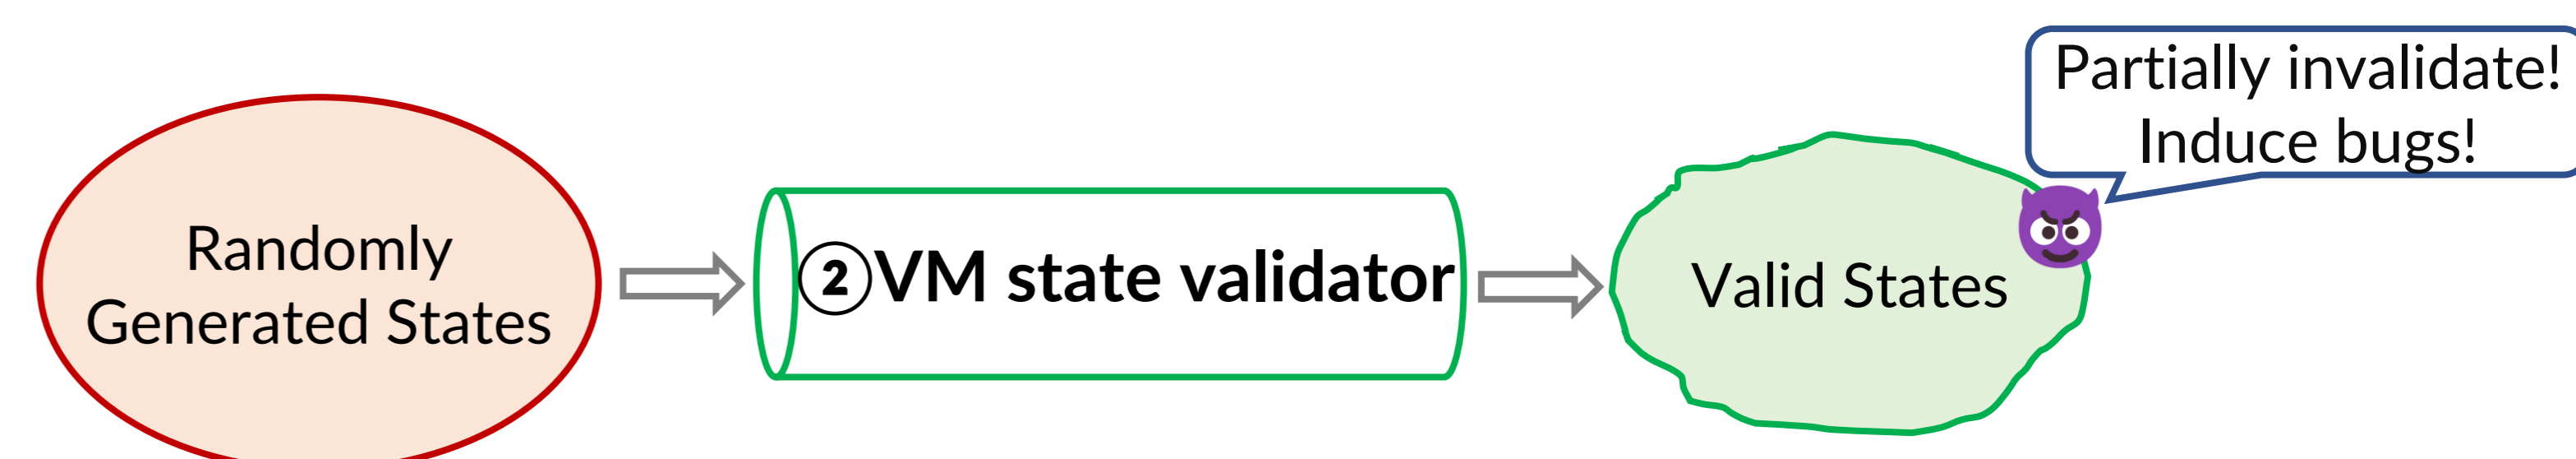 Partially invalidate!
Induce bugs!
Randomly
Generated States
②VM state validator
Valid States